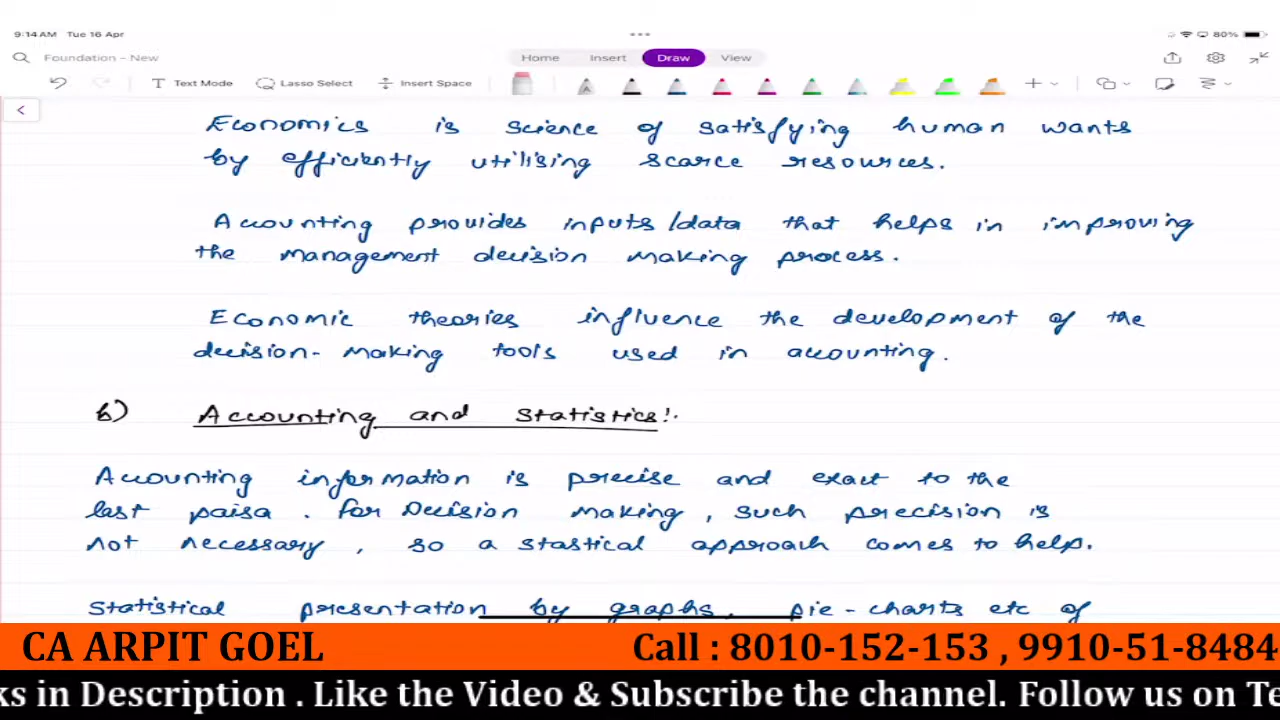 9:14 AM Tue 16 Apr
80%
Foundation - New
Home Insert Draw View
Text Mode Lasso Select Insert Space
Economics is science of satisfying human wants
by efficiently utilising scarce resources.
Accounting provides inputs/data that helps in improving
the management decision making process.
Economic theories influence the development of the
decision-making tools used in accounting.
b) Accounting and Statistics:-
Accounting information is precise and exact to the
last paisa. For Decision making, such precision is
not necessary, so a stastical approach comes to help.
Statistical presentation by graphs, pie-charts etc of
CA ARPIT GOEL Call : 8010-152-153 , 9910-51-8484
ks in Description . Like the Video & Subscribe the channel. Follow us on Te